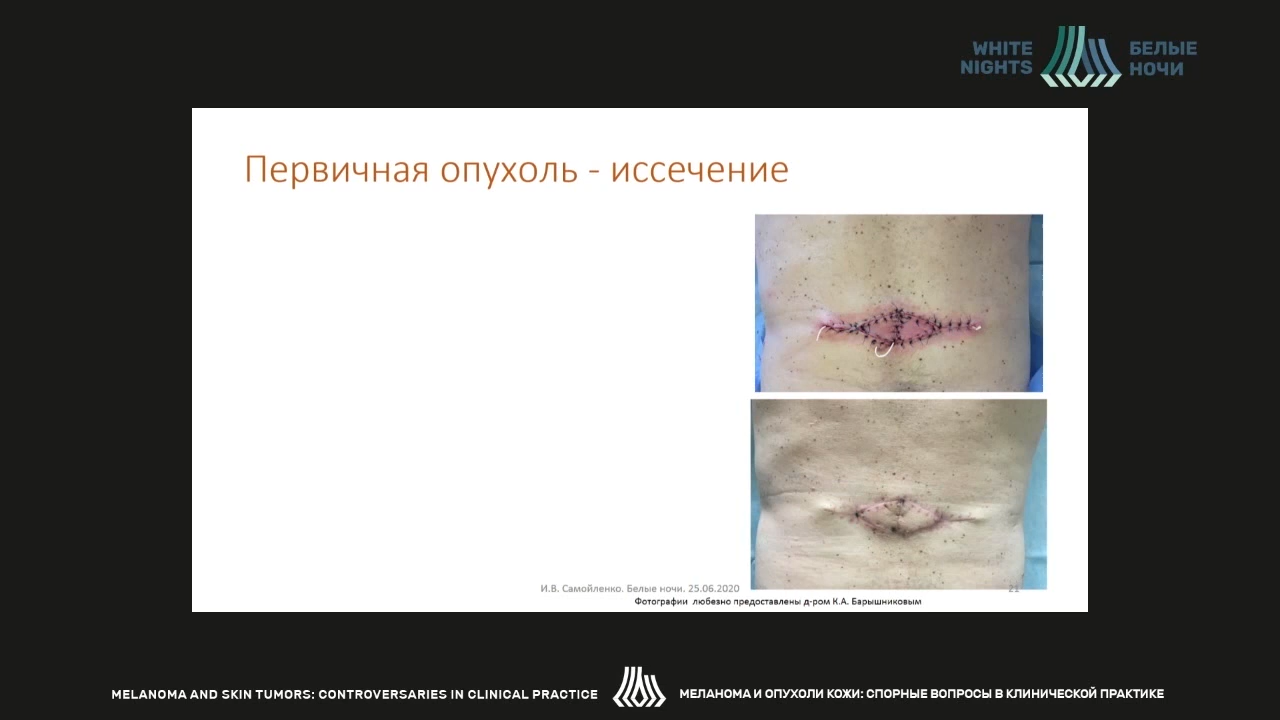 WHITE
NIGHTS
БЕЛЫЕ
НОЧИ
Первичная опухоль - иссечение
И.В. Самойленко. Белые ночи. 25.06.2020
21
Фотографии любезно предоставлены д-ром К.А. Барышниковым
MELANOMA AND SKIN TUMORS: CONTROVERSARIES IN CLINICAL PRACTICE
МЕЛАНОМА И ОПУХОЛИ КОЖИ: СПОРНЫЕ ВОПРОСЫ В КЛИНИЧЕСКОЙ ПРАКТИКЕ